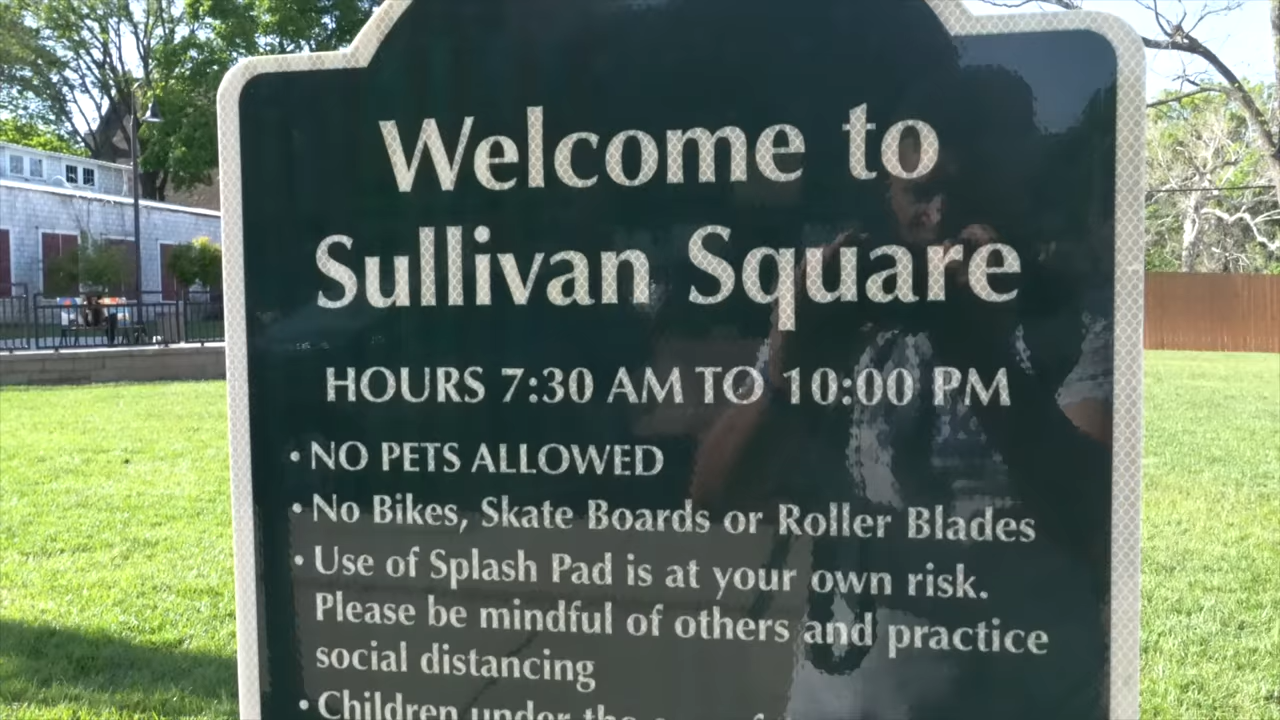 Welcome to
Sullivan Square
HOURS 7:30 AM TO 10:00 PM
• NO PETS ALLOWED
• No Bikes, Skate Boards or Roller Blades
• Use of Splash Pad is at your own risk.
Please be mindful of others and practice
social distancing
• Children under the